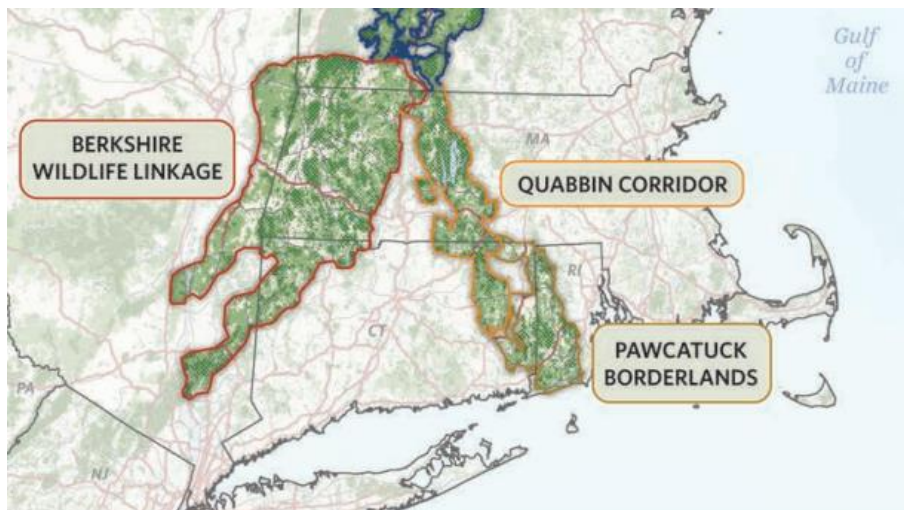 Gulf
of
Maine
BERKSHIRE
WILDLIFE LINKAGE
MA
QUABBIN CORRIDOR
RI
CT
PAWCATUCK
BORDERLANDS
PA
NJ